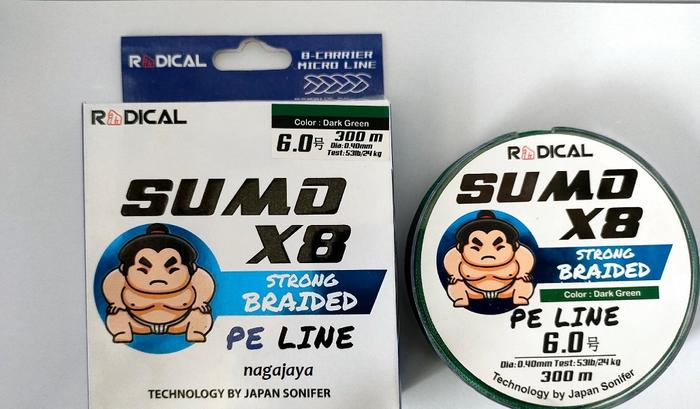 RADICAL
8-CARRIER
MICRO LINE
RADICAL
Color : Dark Green
6.0号
300 m
Dia:0.40mm
Test:53lb/24 kg
SUMO
X8
STRONG
BRAIDED
PE LINE
nagajaya
TECHNOLOGY BY JAPAN SONIFER
RADICAL
SUMO
X8
STRONG
BRAIDED
Color : Dark Green
PE LINE
6.0号
Dia:0.40mm Test:53lb/24 kg
300 m
Technology by Japan Sonifer